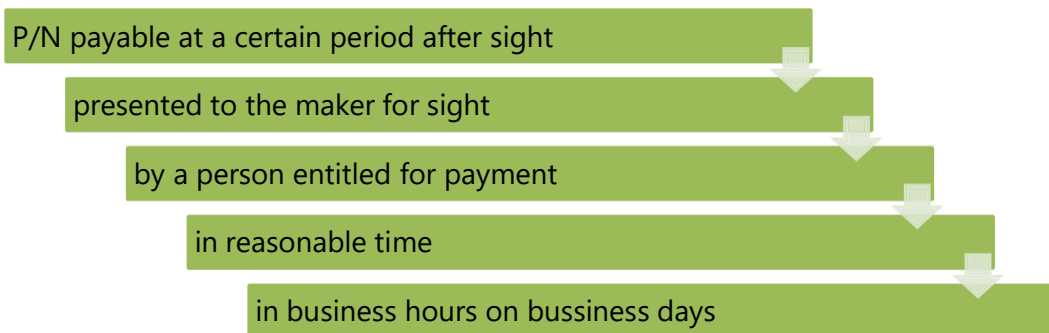 P/N payable at a certain period after sight
presented to the maker for sight
by a person entitled for payment
in reasonable time
in business hours on bussiness days